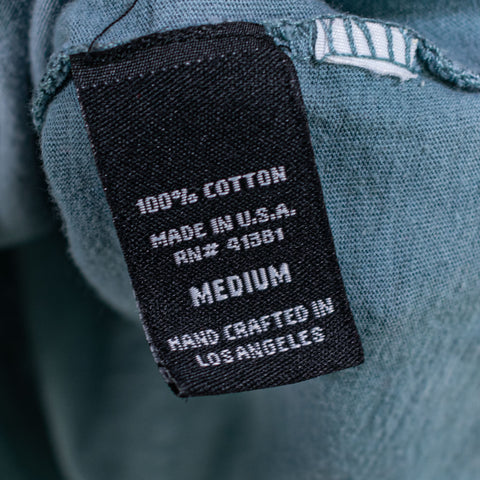 100% COTTON
MADE IN U.S.A.
RN# 41381
MEDIUM
HAND CRAFTED IN
LOS ANGELES